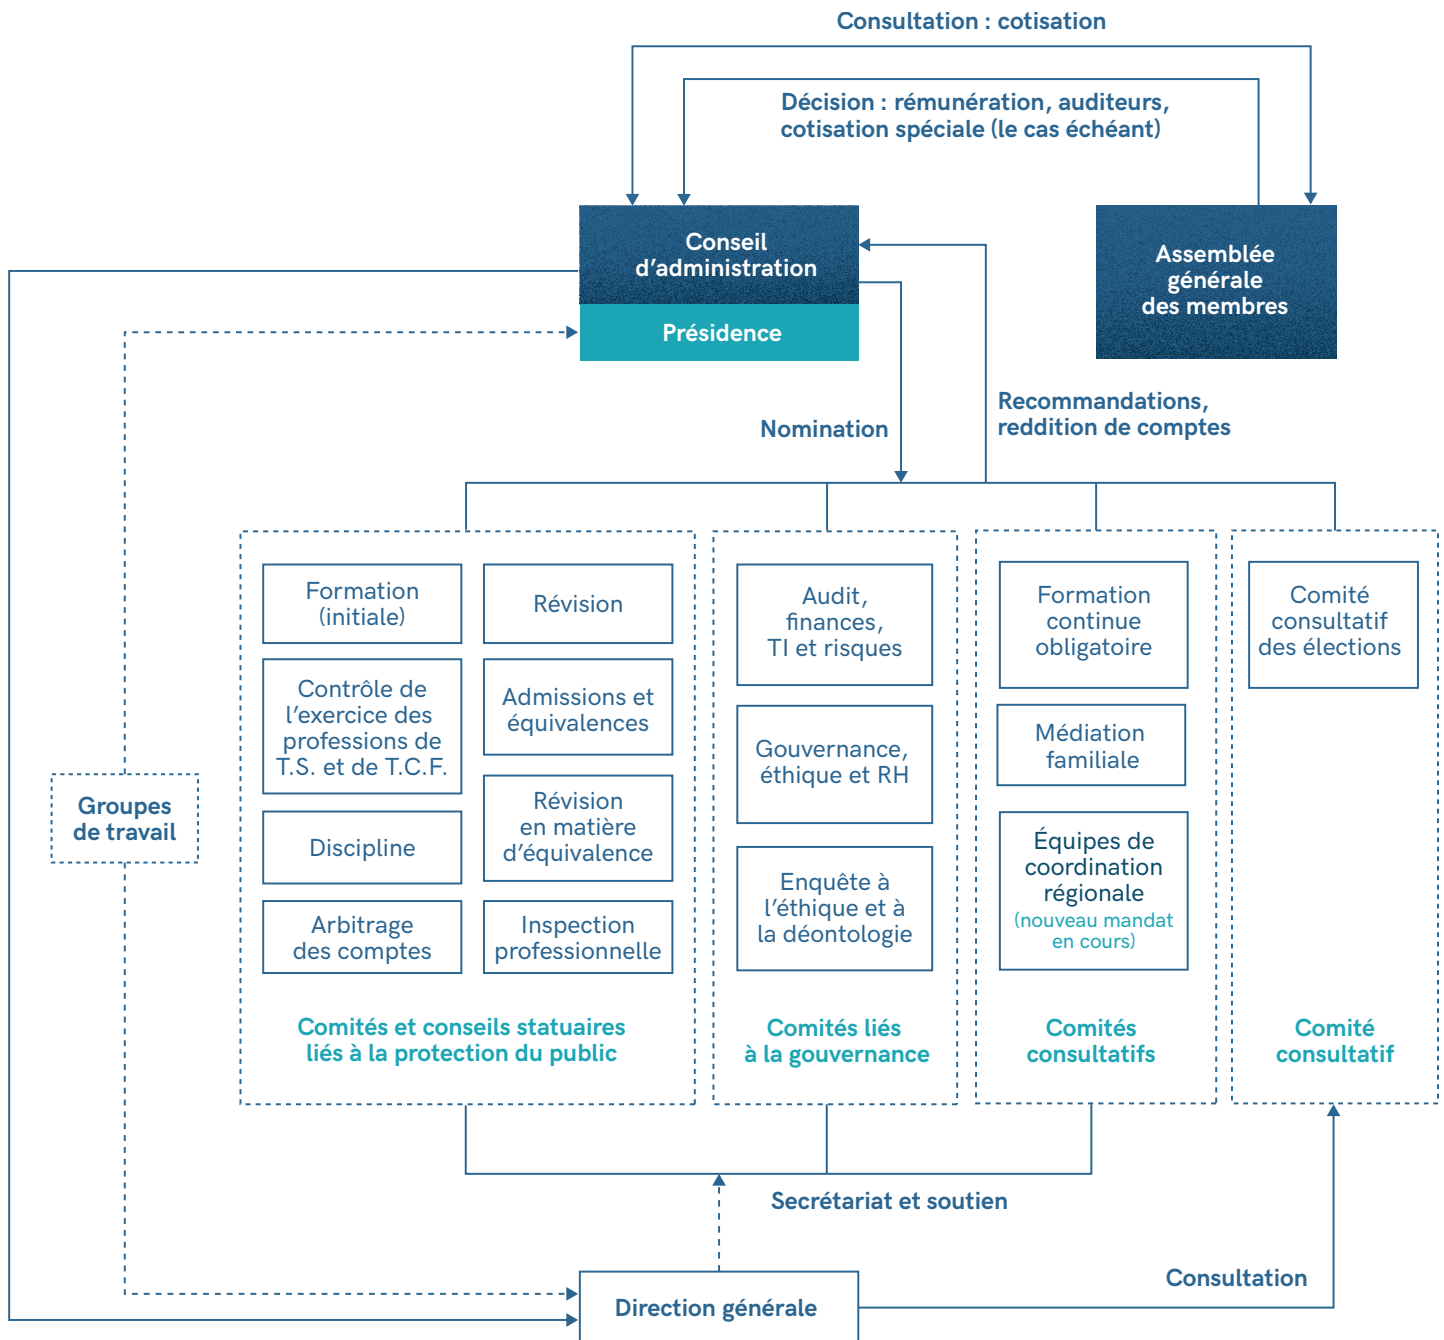 Consultation : cotisation
Décision : rémunération, auditeurs,
cotisation spéciale (le cas échéant)
Conseil
d’administration
Présidence
Assemblée
générale
des membres
Nomination
Recommandations,
reddition de comptes
Groupes
de travail
Formation
(initiale)
Contrôle de
l’exercice des
professions de
T.S. et de T.C.F.
Discipline
Arbitrage
des comptes
Révision
Admissions et
équivalences
Révision
en matière
d’équivalence
Inspection
professionnelle
Comités et conseils statuaires
liés à la protection du public
Audit,
finances,
TI et risques
Gouvernance,
éthique et RH
Enquête à
l’éthique et à
la déontologie
Comités liés
à la gouvernance
Formation
continue
obligatoire
Médiation
familiale
Équipes de
coordination
régionale
(nouveau mandat
en cours)
Comités
consultatifs
Comité
consultatif
des élections
Comité
consultatif
Secrétariat et soutien
Consultation
Direction générale